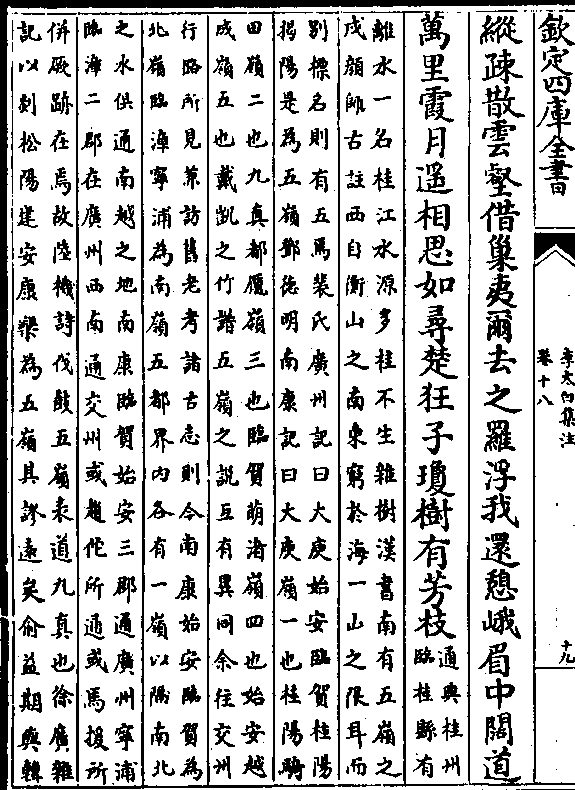 欽定四庫全書
李太白集注
卷十八
十九
縱疎散雲壑借巢夷爾去之羅浮我還憩峨眉中闊道
萬里霞月遥相思如尋楚狂子瓊樹有芳枝
通典桂州
臨桂縣有
離水一名桂江水源多桂不生雜樹漢書南有五嶺之
戍顔師古註西自衡山之南東窮於海一山之限耳而
别標名則有五焉裴氏廣州記曰大庾始安臨賀桂陽
揭陽是為五嶺鄧徳明南康記曰大庾嶺一也桂陽騎
田嶺二也九真都龎嶺三也臨賀萌渚嶺四也始安越
成嶺五也戴凱之竹譜五嶺之説互有異同余往交州
行路所見兼訪舊老考諸古志則今南康始安臨賀為
北嶺臨漳寧浦為南嶺五都界内各有一嶺以隔南北
之水俱通南越之地南康臨賀始安三郡通廣州寧浦
臨漳二郡在廣州西南通交州或趙佗所通或馬援所
併厥跡在焉故陸機詩伐鼓五嶺表道九真也徐廣雜
記以剡松陽建安康樂為五嶺其謬逺矣俞益期與韓